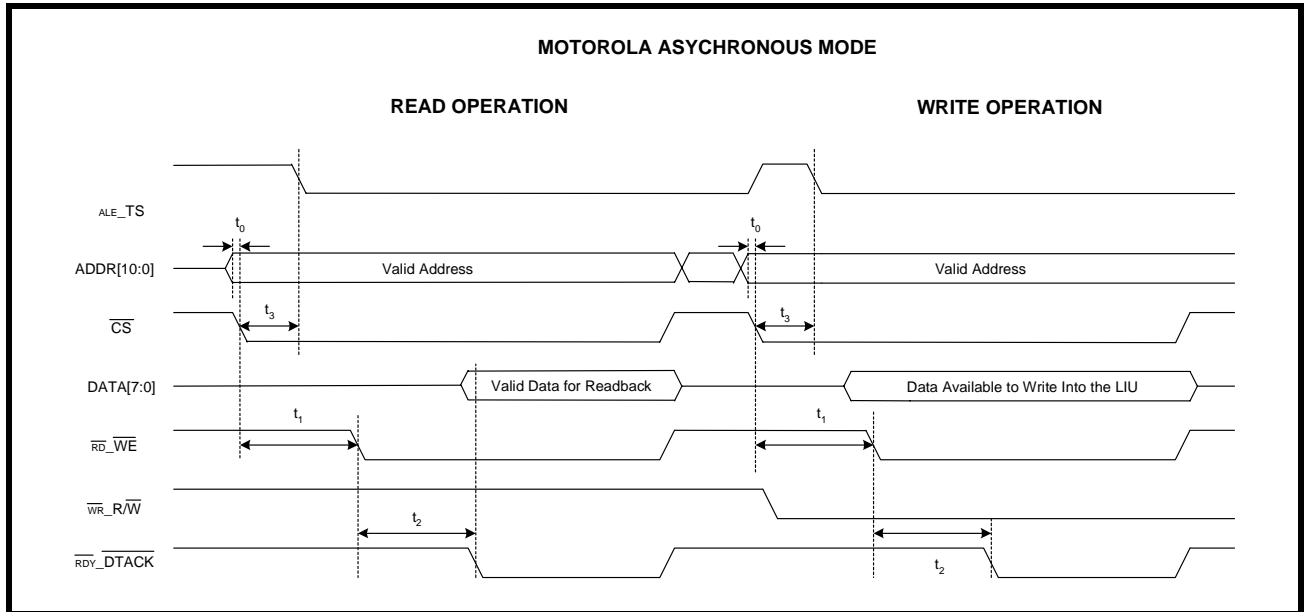 MOTOROLA ASYCHRONOUS MODE
READ OPERATION
WRITE OPERATION
ALE_TS
t0
t0
ADDR[10:0]
Valid Address
Valid Address
CS
t3
t3
DATA[7:0]
Valid Data for Readback
Data Available to Write Into the LIU
t1
t1
RD_WE
WR_R/W
t2
t2
RDY_DTACK